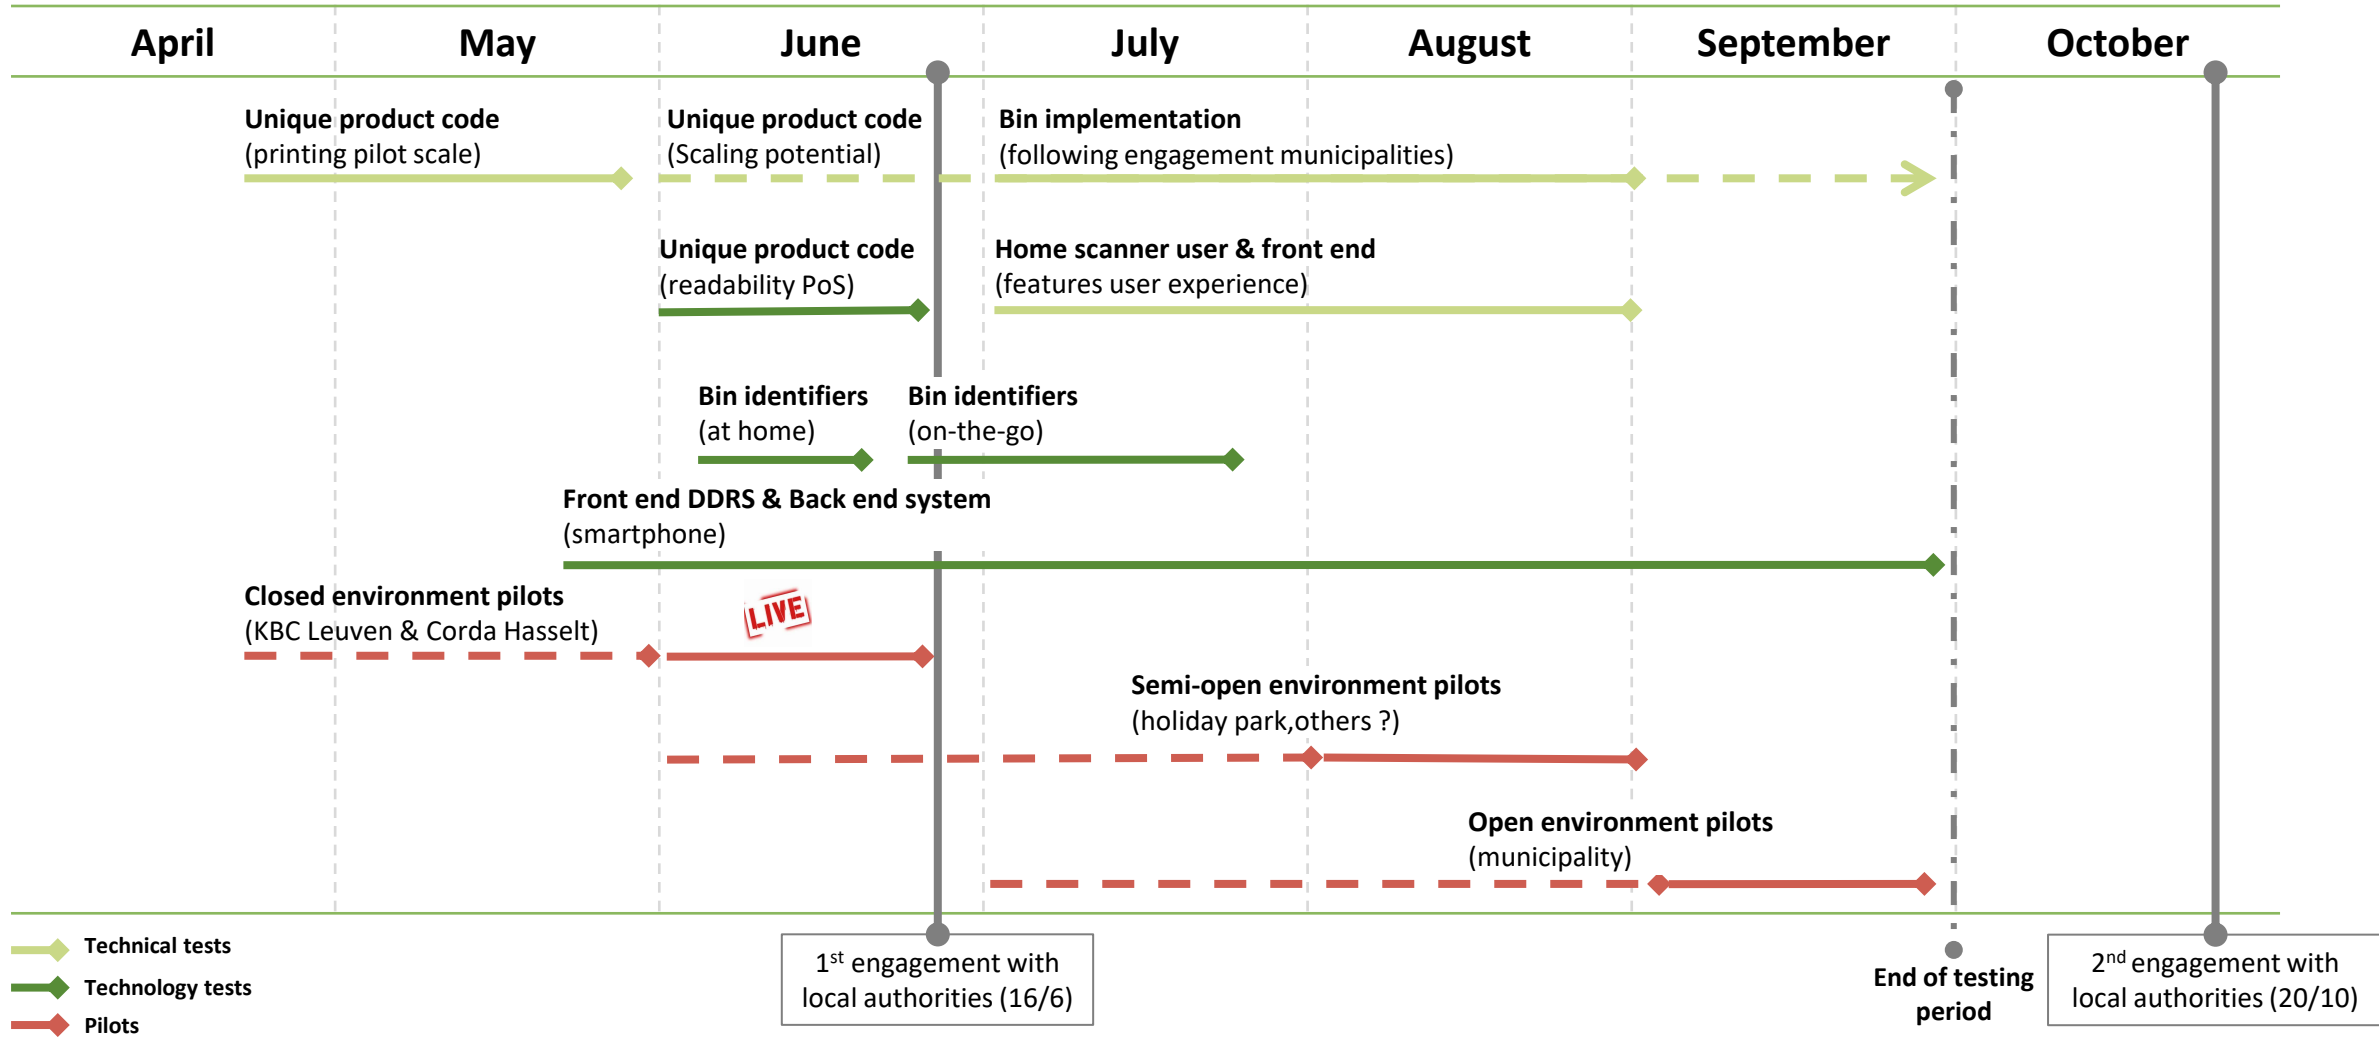 April May June July August September October
Unique product code
(printing pilot scale)
Unique product code
(Scaling potential)
Bin implementation
(following engagement municipalities)
Unique product code
(readability PoS)
Home scanner user & front end
(features user experience)
Bin identifiers
(at home)
Bin identifiers
(on-the-go)
Front end DDRS & Back end system
(smartphone)
Closed environment pilots
(KBC Leuven & Corda Hasselt)
LIVE
Semi-open environment pilots
(holiday park,others ?)
Open environment pilots
(municipality)
Technical tests
Technology tests
Pilots
1st engagement with
local authorities (16/6)
End of testing
period
2nd engagement with
local authorities (20/10)